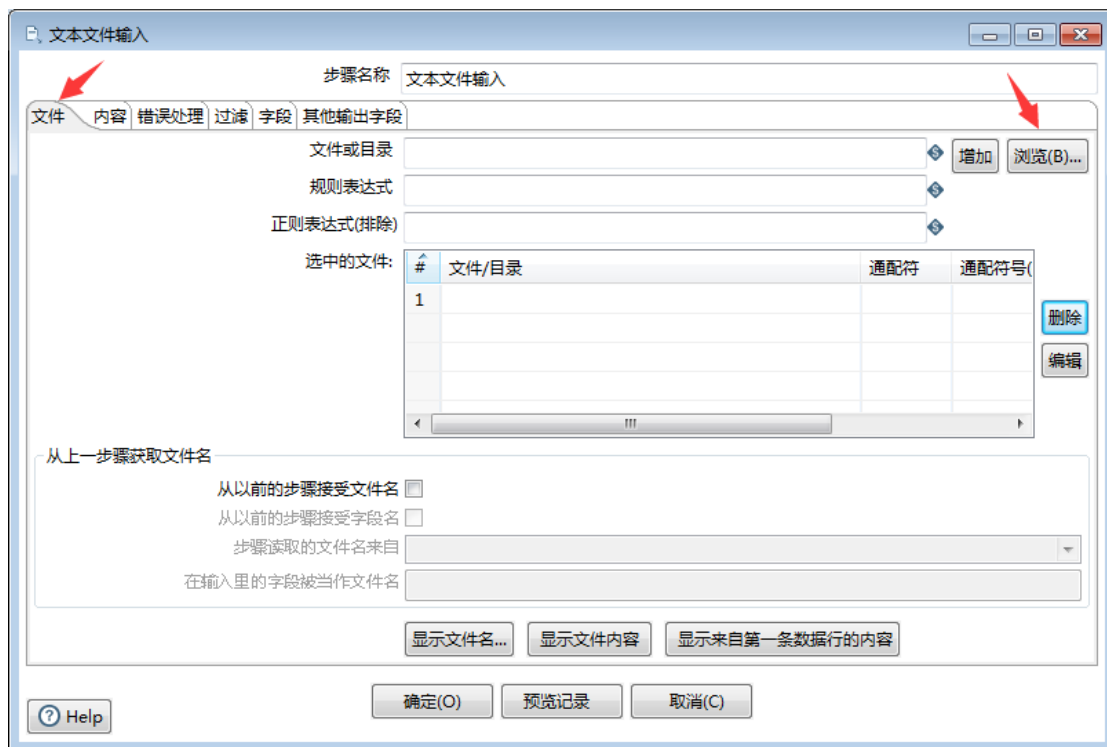 文本文件输入
步骤名称 文本文件输入
文件 内容 错误处理 过滤 字段 其他输出字段
文件或目录 增加 浏览(B)...
规则表达式
正则表达式(排除)
选中的文件: # 文件/目录 通配符 通配符号(
1
删除
编辑
从上一步骤获取文件名
从以前的步骤接受文件名
从以前的步骤接受字段名
步骤读取的文件名来自
在输入里的字段被当作文件名
显示文件名... 显示文件内容 显示来自第一条数据行的内容
确定(O) 预览记录 取消(C)
Help